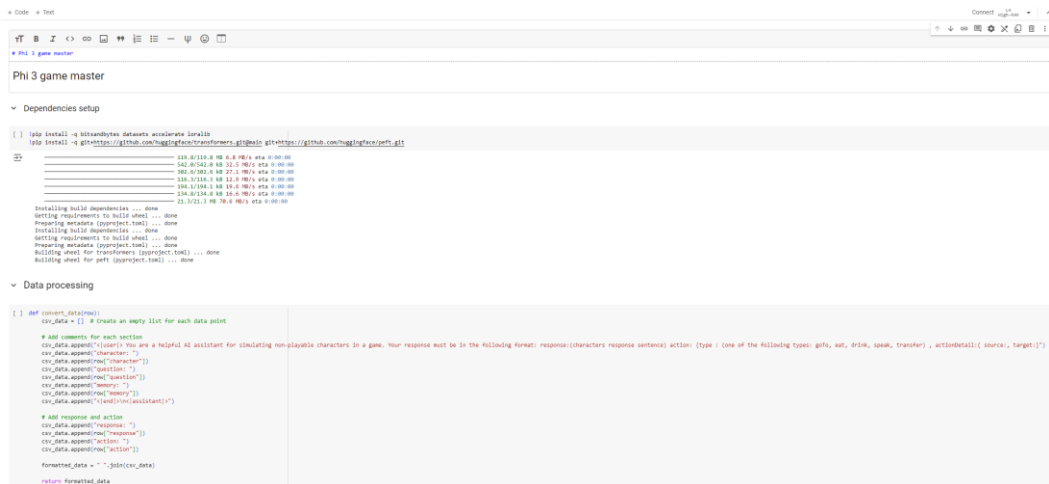 + Code + Text
Connect L4 High-RAM
# Phi 3 game master
Phi 3 game master
Dependencies setup
[ ] !pip install -q bitsandbytes datasets accelerate loralib
!pip install -q git+https://github.com/huggingface/transformers.git@main git+https://github.com/huggingface/peft.git
119.8/119.8 MB 6.8 MB/s eta 0:00:00
542.0/542.0 kB 32.5 MB/s eta 0:00:00
302.6/302.6 kB 27.1 MB/s eta 0:00:00
116.3/116.3 kB 12.0 MB/s eta 0:00:00
194.1/194.1 kB 19.0 MB/s eta 0:00:00
134.8/134.8 kB 16.6 MB/s eta 0:00:00
21.3/21.3 MB 70.6 MB/s eta 0:00:00
Installing build dependencies ... done
Getting requirements to build wheel ... done
Preparing metadata (pyproject.toml) ... done
Installing build dependencies ... done
Getting requirements to build wheel ... done
Preparing metadata (pyproject.toml) ... done
Building wheel for transformers (pyproject.toml) ... done
Building wheel for peft (pyproject.toml) ... done
Data processing
[ ] def convert_data(row):
csv_data = [] # Create an empty list for each data point
# Add comments for each section
csv_data.append("<|user|> You are a helpful AI assistant for simulating non-playable characters in a game. Your response must be in the following format: response:(characters response sentence) action: {type : (one of the following types: goTo, eat, drink, speak, transfer) , actionDetail:{ source:, target:}")
csv_data.append("character: ")
csv_data.append(row["character"])
csv_data.append("question: ")
csv_data.append(row["question"])
csv_data.append("memory: ")
csv_data.append(row["memory"])
csv_data.append("<|end|>\n<|assistant|>")
# Add response and action
csv_data.append("response: ")
csv_data.append(row["response"])
csv_data.append("action: ")
csv_data.append(row["action"])
formatted_data = " ".join(csv_data)
return formatted_data